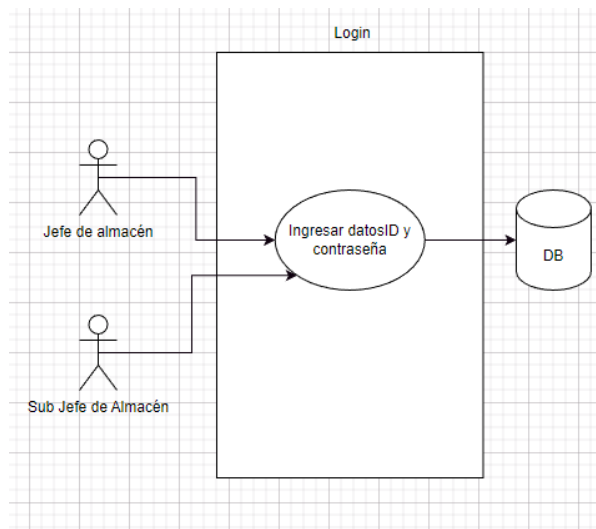 Login
Jefe de almacén
Ingresar datosID y
contraseña
DB
Sub Jefe de Almacén